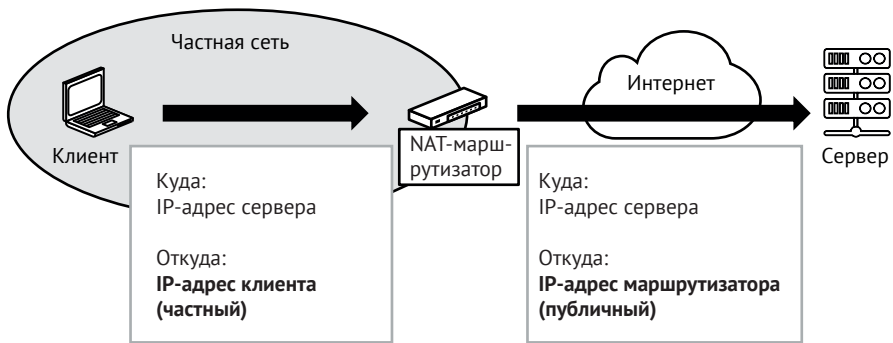 Частная сеть
Клиент
NAT-марш-
рутизатор
Интернет
Сервер
Куда:
IP-адрес сервера
Откуда:
IP-адрес клиента
(частный)
Куда:
IP-адрес сервера
Откуда:
IP-адрес маршрутизатора
(публичный)